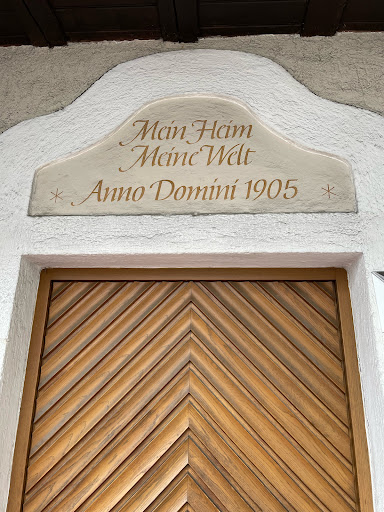 Mein Heim
Meine Welt
* Anno Domini 1905 *